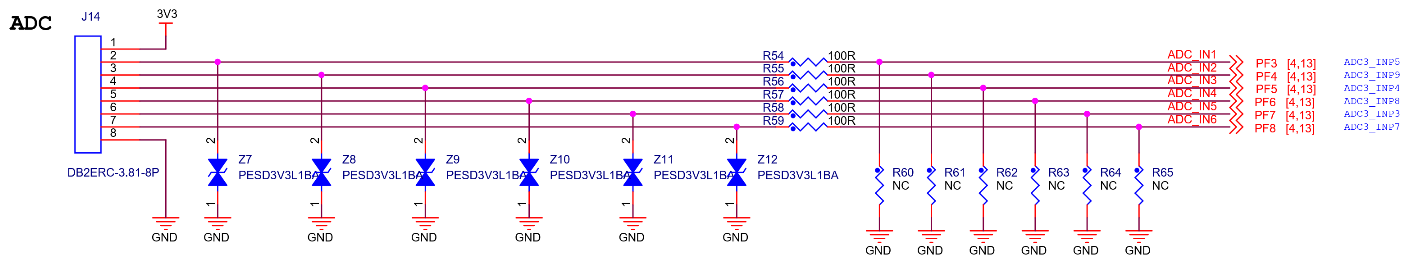 ADC
J14
3V3
1
2
3
4
5
6
7
8
DB2ERC-3.81-8P
GND
R54 100R ADC_IN1 PF3 [4,13] ADC3_INP5
R55 100R ADC_IN2 PF4 [4,13] ADC3_INP9
R56 100R ADC_IN3 PF5 [4,13] ADC3_INP4
R57 100R ADC_IN4 PF6 [4,13] ADC3_INP8
R58 100R ADC_IN5 PF7 [4,13] ADC3_INP3
R59 100R ADC_IN6 PF8 [4,13] ADC3_INP7
2 2 2 2 2 2
Z7 Z8 Z9 Z10 Z11 Z12
PESD3V3L1BA PESD3V3L1BA PESD3V3L1BA PESD3V3L1BA PESD3V3L1BA PESD3V3L1BA
1 1 1 1 1 1
GND GND GND GND GND GND
R60 R61 R62 R63 R64 R65
NC NC NC NC NC NC
GND GND GND GND GND GND